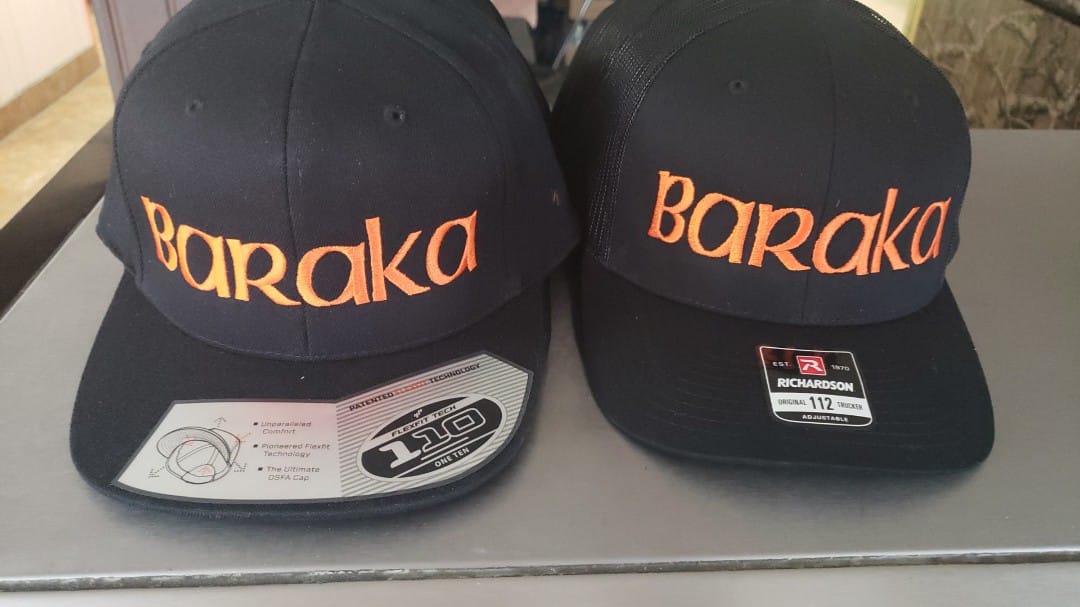 Baraka
Baraka
PATENTED FLEXFIT TECHNOLOGY
Unparalleled
Comfort
Pioneered Flexfit
Technology
The Ultimate
OSFA Cap
FLEXFIT TECH
110
ONE TEN
EST. R 1970
RICHARDSON
ORIGINAL 112 TRUCKER
ADJUSTABLE